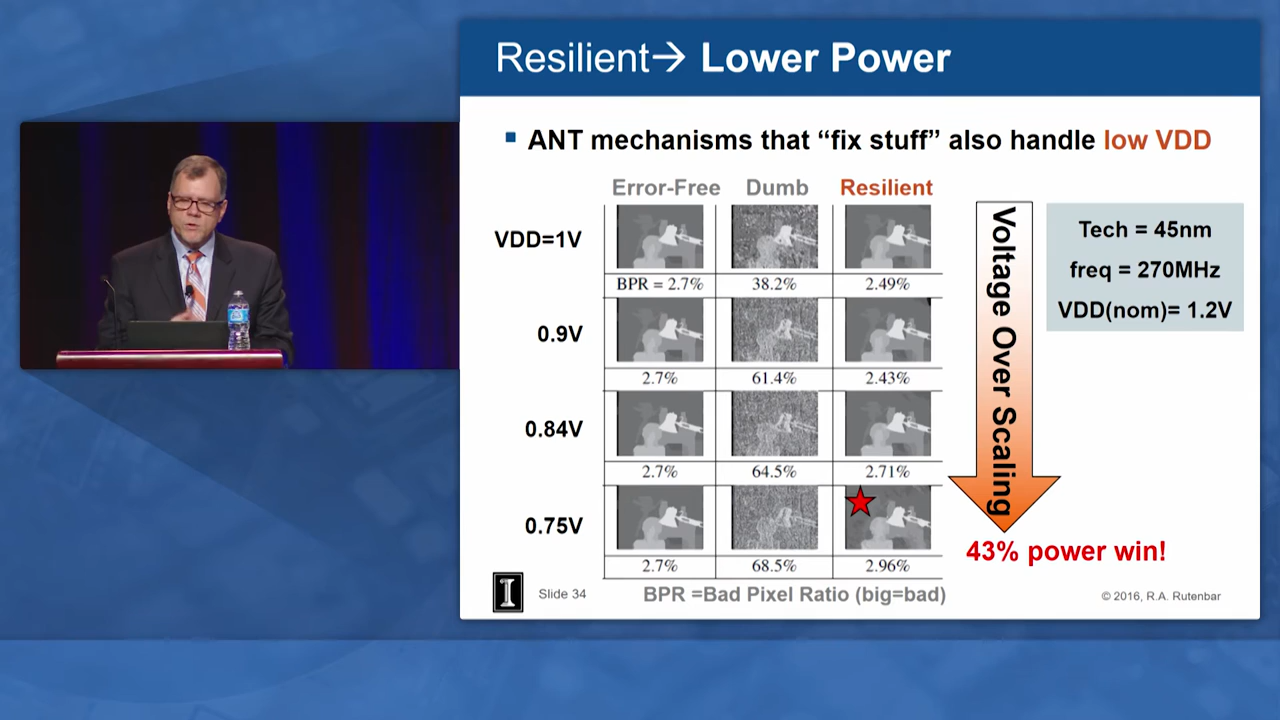 Resilient→ Lower Power
▪ ANT mechanisms that “fix stuff” also handle low VDD
Error-Free Dumb Resilient
VDD=1V
BPR = 2.7% 38.2% 2.49%
0.9V
2.7% 61.4% 2.43%
0.84V
2.7% 64.5% 2.71%
0.75V
2.7% 68.5% 2.96%
BPR =Bad Pixel Ratio (big=bad)
Voltage Over Scaling
43% power win!
Tech = 45nm
freq = 270MHz
VDD(nom)= 1.2V
I
Slide 34
© 2016, R.A. Rutenbar